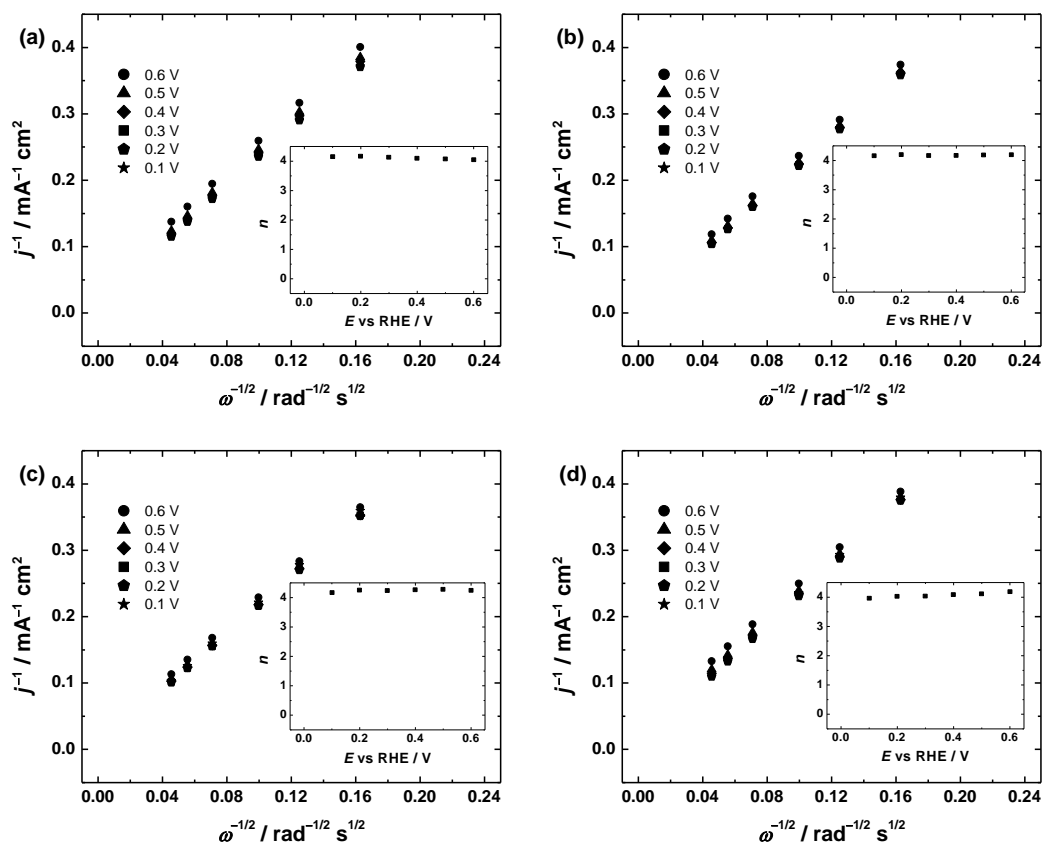 (a)
0.6 V
0.5 V
0.4 V
0.3 V
0.2 V
0.1 V
j⁻¹ / mA⁻¹ cm²
0.4
0.3
0.2
0.1
0.0
0.00 0.04 0.08 0.12 0.16 0.20 0.24
ω⁻¹/² / rad⁻¹/² s¹/²
n
4
3
2
1
0
0.0 0.2 0.4 0.6
E vs RHE / V
(b)
0.6 V
0.5 V
0.4 V
0.3 V
0.2 V
0.1 V
j⁻¹ / mA⁻¹ cm²
0.4
0.3
0.2
0.1
0.0
0.00 0.04 0.08 0.12 0.16 0.20 0.24
ω⁻¹/² / rad⁻¹/² s¹/²
n
4
3
2
1
0
0.0 0.2 0.4 0.6
E vs RHE / V
(c)
0.6 V
0.5 V
0.4 V
0.3 V
0.2 V
0.1 V
j⁻¹ / mA⁻¹ cm²
0.4
0.3
0.2
0.1
0.0
0.00 0.04 0.08 0.12 0.16 0.20 0.24
ω⁻¹/² / rad⁻¹/² s¹/²
n
4
3
2
1
0
0.0 0.2 0.4 0.6
E vs RHE / V
(d)
0.6 V
0.5 V
0.4 V
0.3 V
0.2 V
0.1 V
j⁻¹ / mA⁻¹ cm²
0.4
0.3
0.2
0.1
0.0
0.00 0.04 0.08 0.12 0.16 0.20 0.24
ω⁻¹/² / rad⁻¹/² s¹/²
n
4
3
2
1
0
0.0 0.2 0.4 0.6
E vs RHE / V